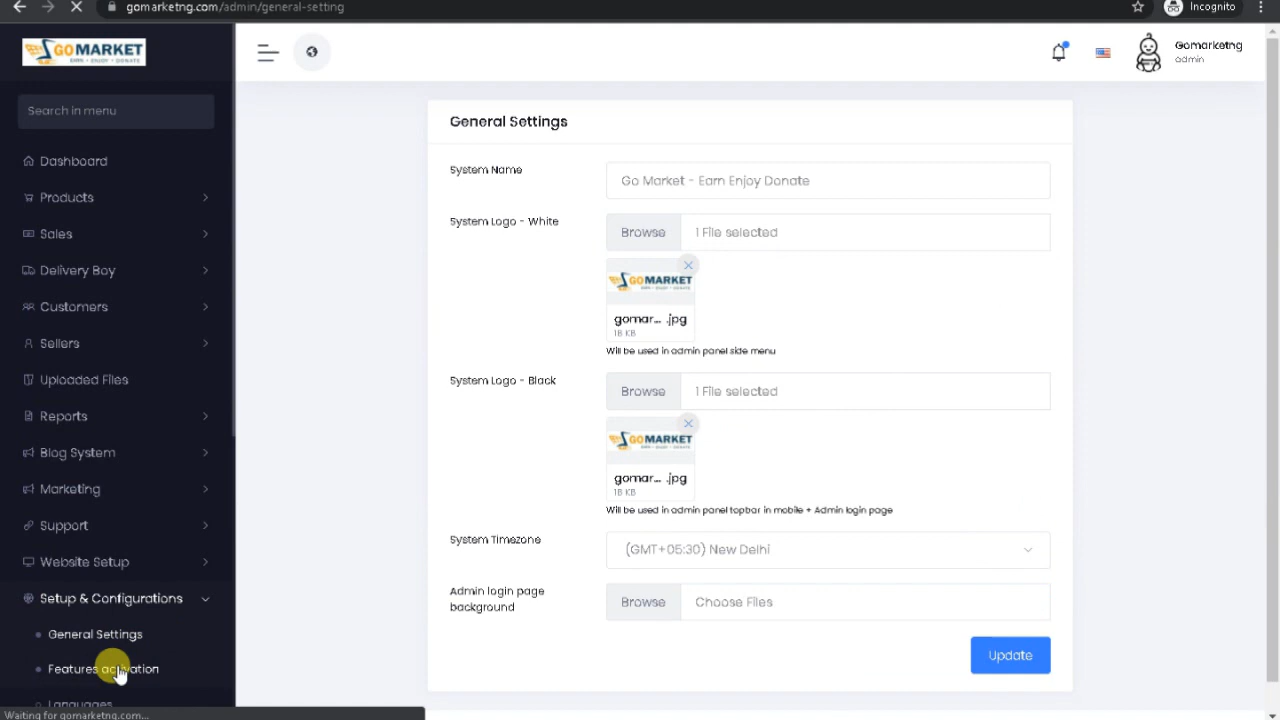 gomarketng.com/admin/general-setting
Incognito
GOMARKET
EARN • ENJOY • DONATE
Search in menu
Dashboard
Products
Sales
Delivery Boy
Customers
Sellers
Uploaded Files
Reports
Blog System
Marketing
Support
Website Setup
Setup & Configurations
General Settings
Features activation
Languages
Waiting for gomarketng.com...
Gomarketng
admin
General Settings
System Name
Go Market - Earn Enjoy Donate
System Logo - White
Browse
1 File selected
GOMARKET
gomar... .jpg
18 KB
Will be used in admin panel side menu
System Logo - Black
Browse
1 File selected
GOMARKET
gomar... .jpg
18 KB
Will be used in admin panel topbar in mobile + Admin login page
System Timezone
(GMT+05:30) New Delhi
Admin login page
background
Browse
Choose Files
Update